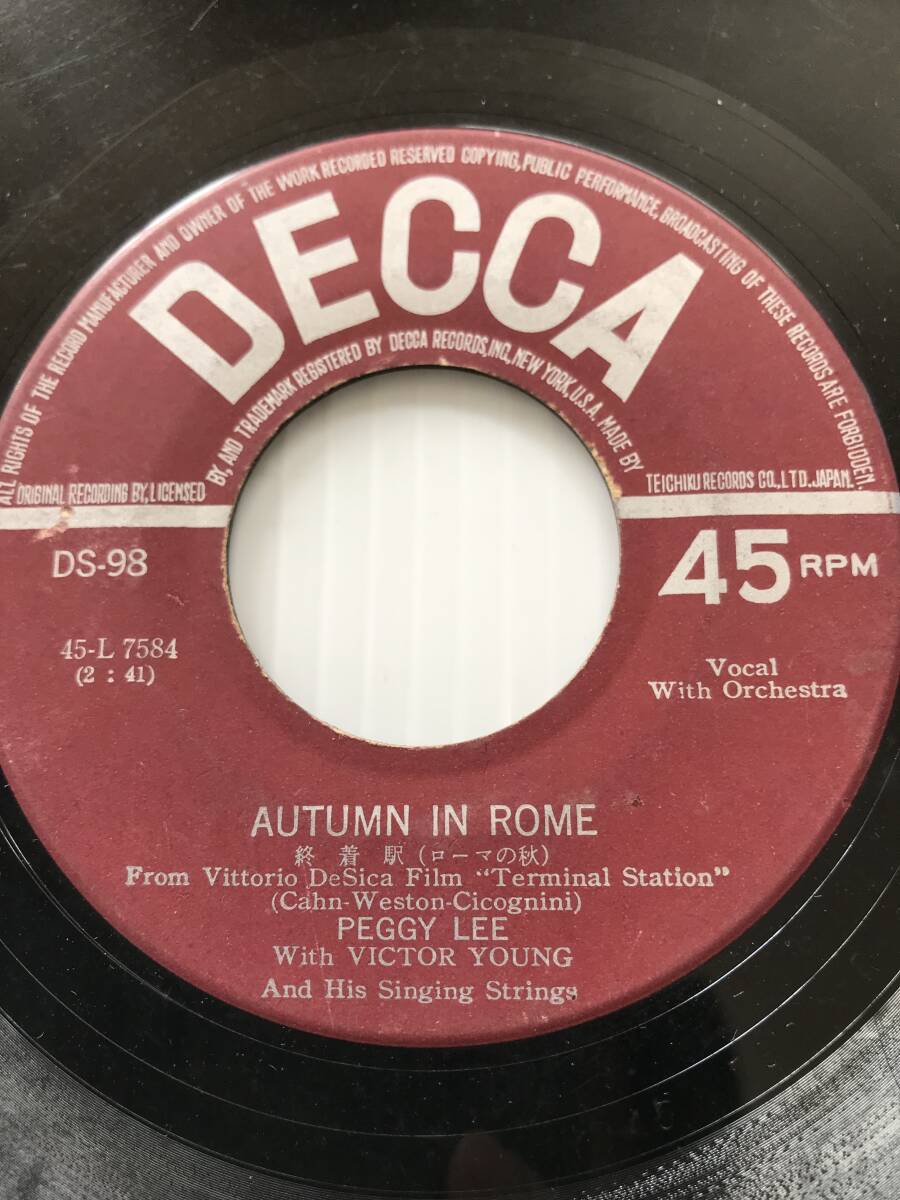 ALL RIGHTS OF THE RECORD MANUFACTURER AND OWNER OF THE WORK RECORDED RESERVED COPYING, PUBLIC PERFORMANCE, BROADCASTING OF THESE RECORDS ARE FORBIDDEN.
DECCA
ORIGINAL RECORDING BY, LICENSED BY, AND TRADEMARK REGISTERED BY DECCA RECORDS, INC, NEW YORK, U.S.A. MADE BY TEICHIKU RECORDS CO., LTD. JAPAN.
DS-98
45 RPM
45-L 7584
(2 : 41)
Vocal
With Orchestra
AUTUMN IN ROME
終着駅 (ローマの秋)
From Vittorio DeSica Film "Terminal Station"
(Cahn-Weston-Cicognini)
PEGGY LEE
With VICTOR YOUNG
And His Singing Strings